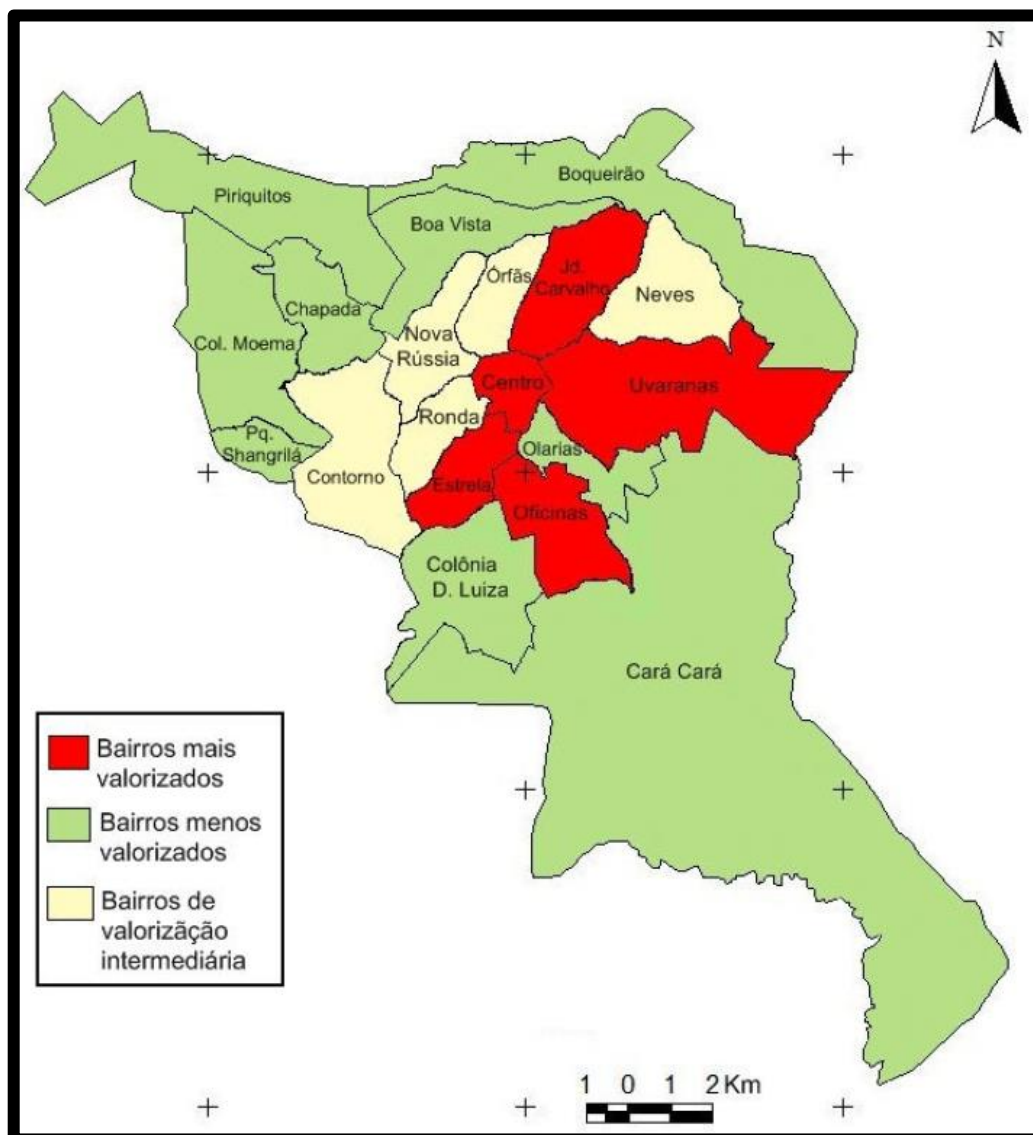 N
Boqueirão
Piriquitos
Boa Vista
Órfãs
Jd.
Carvalho
Neves
Chapada
Nova
Rússia
Col. Moema
Centro
Uvaranas
Ronda
Olarias
Pq.
Shangrilá
Contorno
Estrela
Oficinas
Colônia
D. Luiza
Cará Cará
Bairros mais
valorizados
Bairros menos
valorizados
Bairros de
valorizãção
intermediária
1 0 1 2 Km